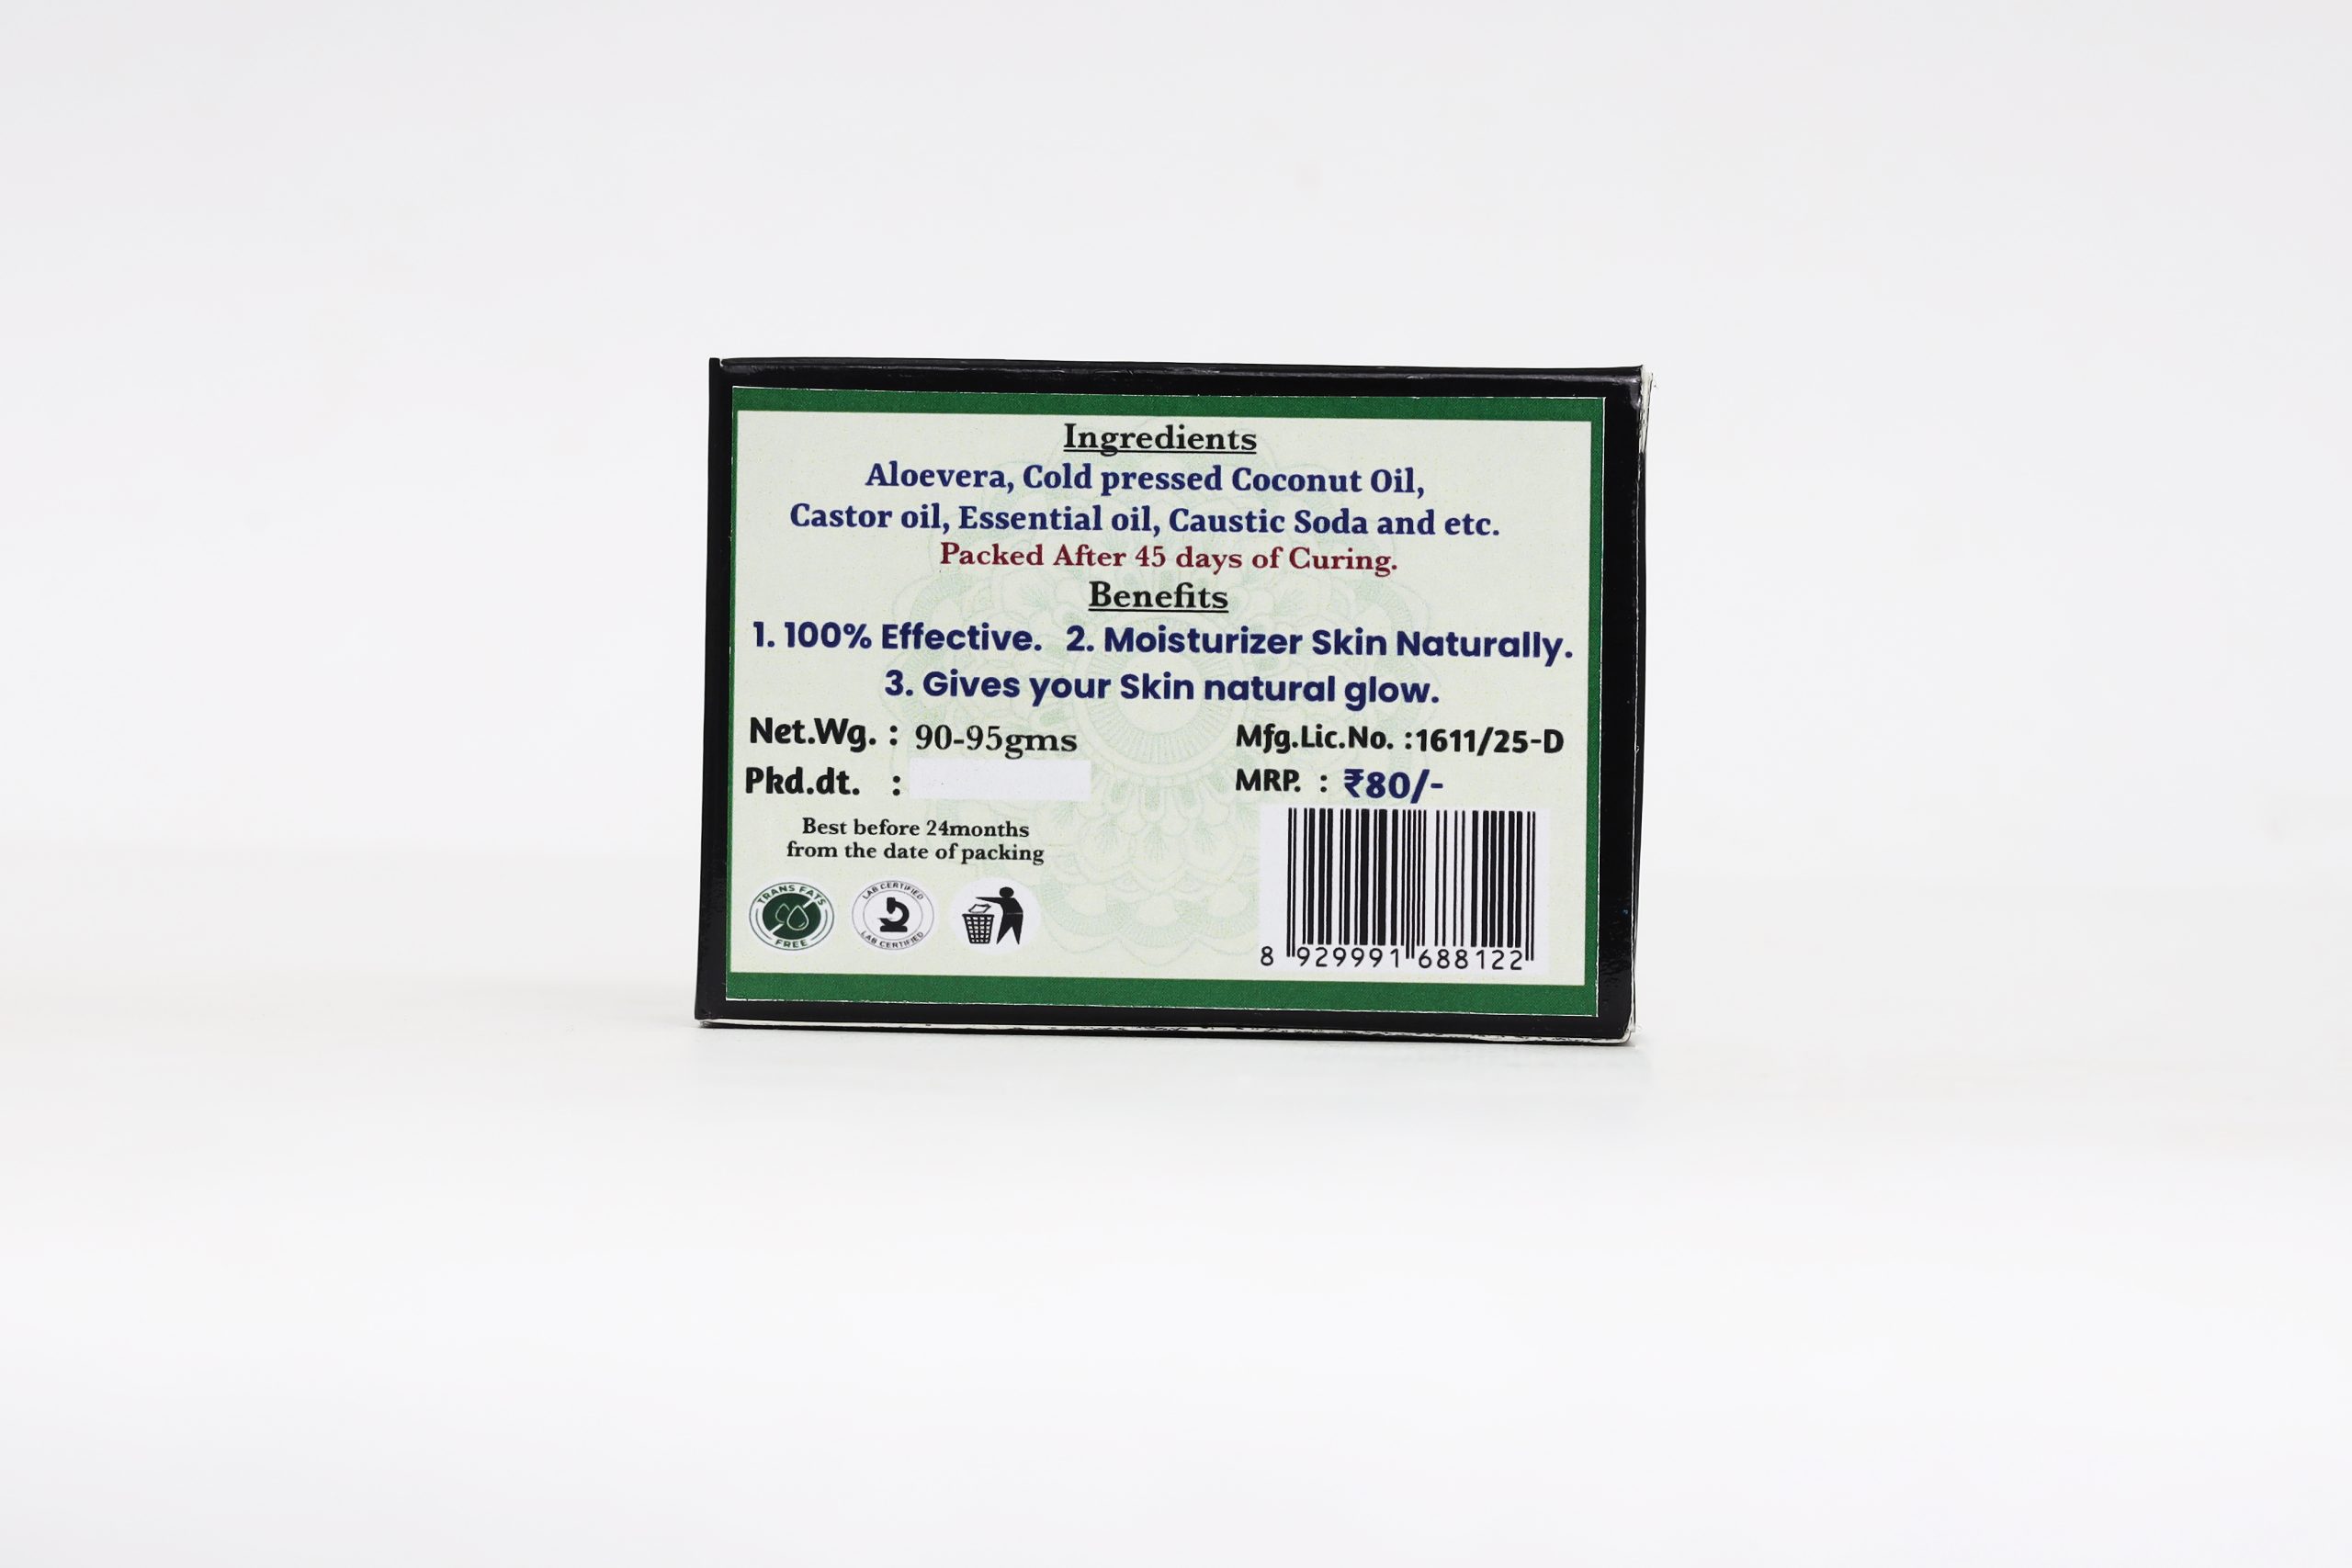 Ingredients
Aloevera, Cold pressed Coconut Oil,
Castor oil, Essential oil, Caustic Soda and etc.
Packed After 45 days of Curing.
Benefits
1. 100% Effective. 2. Moisturizer Skin Naturally.
3. Gives your Skin natural glow.
Net.Wg. : 90-95gms
Mfg.Lic.No. :1611/25-D
Pkd.dt. :
MRP. : ₹80/-
Best before 24months
from the date of packing
TRANS FATS
FREE
LAB CERTIFIED
LAB CERTIFIED
8 929991 688122